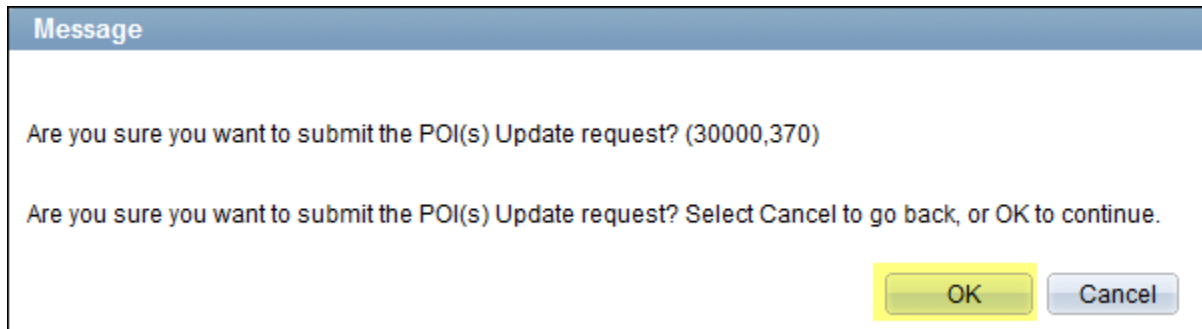 Message
Are you sure you want to submit the POI(s) Update request? (30000,370)
Are you sure you want to submit the POI(s) Update request? Select Cancel to go back, or OK to continue.
OK Cancel